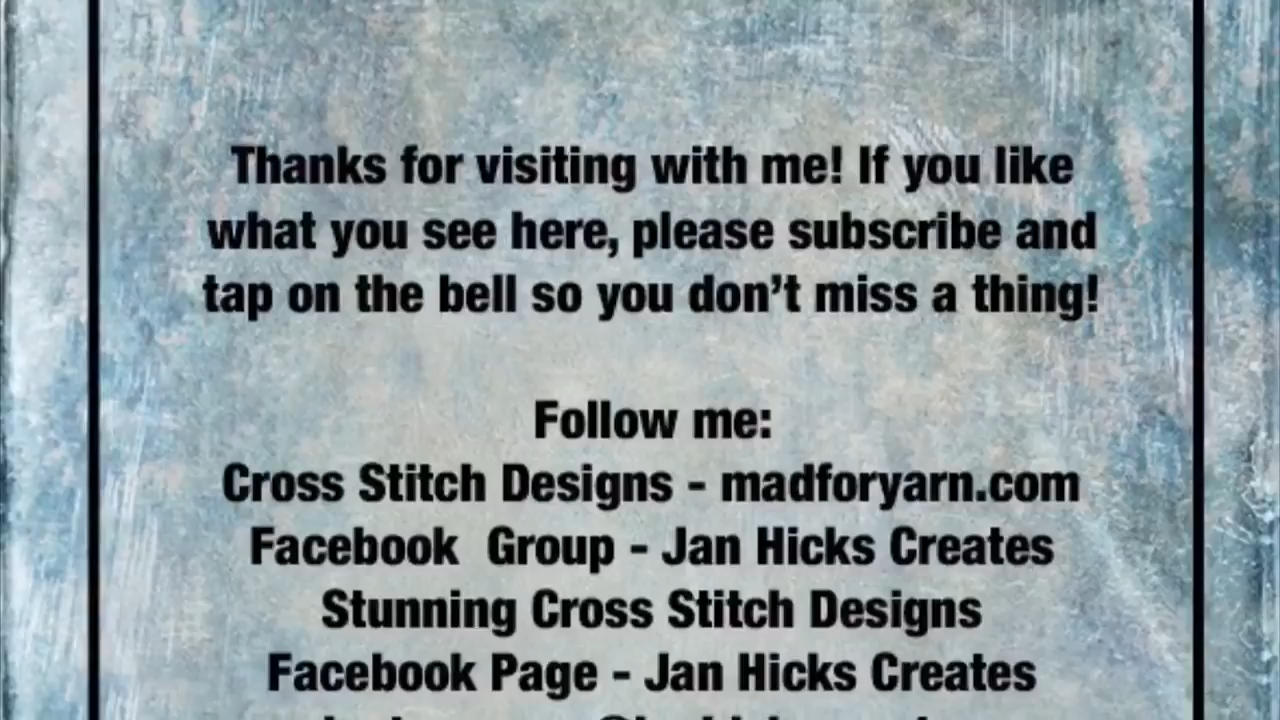 Thanks for visiting with me! If you like
what you see here, please subscribe and
tap on the bell so you don’t miss a thing!
Follow me:
Cross Stitch Designs - madforyarn.com
Facebook  Group - Jan Hicks Creates
Stunning Cross Stitch Designs
Facebook Page - Jan Hicks Creates